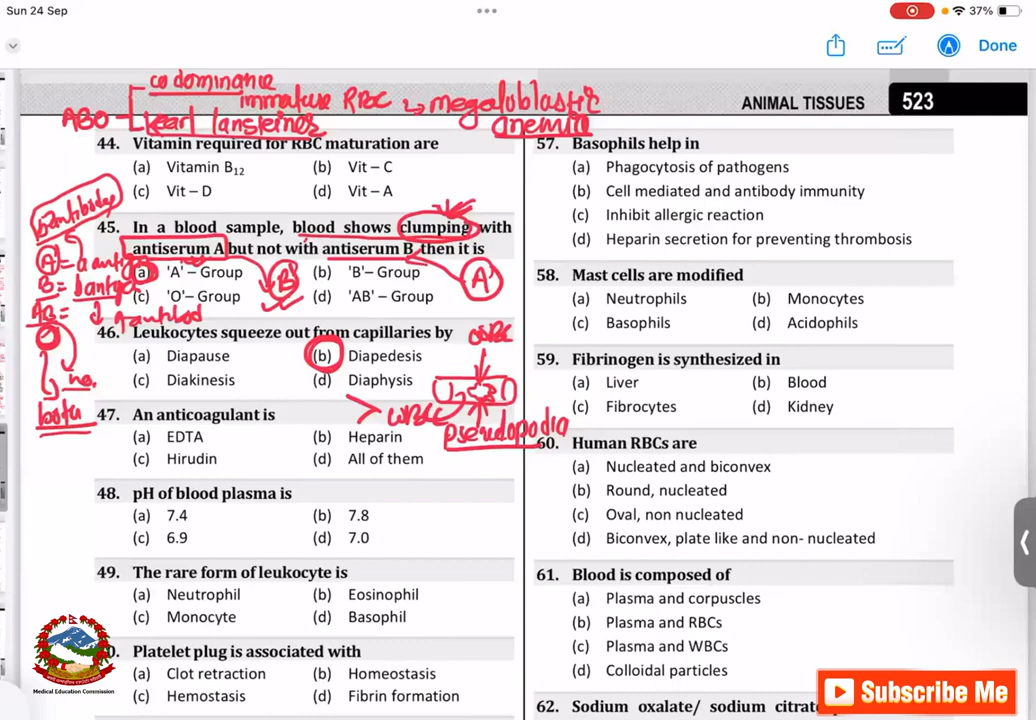 Sun 24 Sep
37%
Done
co dominance
immature RBC → megaloblastic
anemia
ABO
karl lansteiner
ANIMAL TISSUES 523
44. Vitamin required for RBC maturation are
(a) Vitamin B12 (b) Vit – C
(c) Vit – D (d) Vit – A
45. In a blood sample, blood shows clumping with
antiserum A but not with antiserum B then it is
(a) 'A'– Group (b) 'B'– Group
(c) 'O'– Group (d) 'AB' – Group
antibody
A =
B =
AB =
no.
both
B
A
46. Leukocytes squeeze out from capillaries by
(a) Diapause (b) Diapedesis
(c) Diakinesis (d) Diaphysis
WBC
pseudopodia
47. An anticoagulant is
(a) EDTA (b) Heparin
(c) Hirudin (d) All of them
48. pH of blood plasma is
(a) 7.4 (b) 7.8
(c) 6.9 (d) 7.0
49. The rare form of leukocyte is
(a) Neutrophil (b) Eosinophil
(c) Monocyte (d) Basophil
0. Platelet plug is associated with
(a) Clot retraction (b) Homeostasis
(c) Hemostasis (d) Fibrin formation
Medical Education Commission
57. Basophils help in
(a) Phagocytosis of pathogens
(b) Cell mediated and antibody immunity
(c) Inhibit allergic reaction
(d) Heparin secretion for preventing thrombosis
58. Mast cells are modified
(a) Neutrophils (b) Monocytes
(c) Basophils (d) Acidophils
59. Fibrinogen is synthesized in
(a) Liver (b) Blood
(c) Fibrocytes (d) Kidney
60. Human RBCs are
(a) Nucleated and biconvex
(b) Round, nucleated
(c) Oval, non nucleated
(d) Biconvex, plate like and non- nucleated
61. Blood is composed of
(a) Plasma and corpuscles
(b) Plasma and RBCs
(c) Plasma and WBCs
(d) Colloidal particles
62. Sodium oxalate/ sodium citrat
Subscribe Me